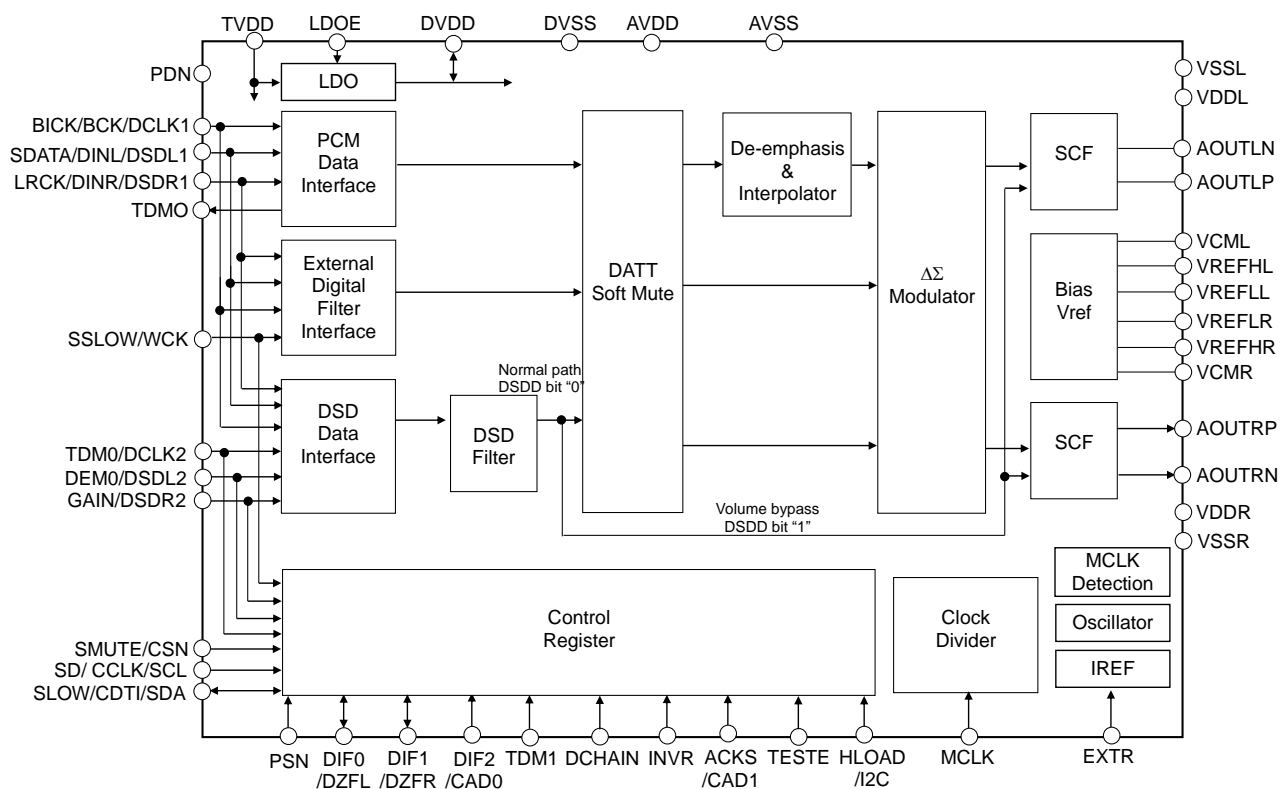 TVDD
LDOE
DVDD
DVSS
AVDD
AVSS
PDN
LDO
VSSL
VDDL
BICK/BCK/DCLK1
SDATA/DINL/DSDL1
LRCK/DINR/DSDR1
TDMO
PCM
Data
Interface
De-emphasis
&
Interpolator
SCF
AOUTLN
AOUTLP
External
Digital
Filter
Interface
DATT
Soft Mute
ΔΣ
Modulator
Bias
Vref
VCML
VREFHL
VREFLL
VREFLR
VREFHR
VCMR
SSLOW/WCK
Normal path
DSDD bit “0”
DSD
Data
Interface
DSD
Filter
SCF
AOUTRP
AOUTRN
TDM0/DCLK2
DEM0/DSDL2
GAIN/DSDR2
Volume bypass
DSDD bit “1”
VDDR
VSSR
MCLK
Detection
Control
Register
Clock
Divider
Oscillator
IREF
SMUTE/CSN
SD/ CCLK/SCL
SLOW/CDTI/SDA
PSN
DIF0
/DZFL
DIF1
/DZFR
DIF2
/CAD0
TDM1
DCHAIN
INVR
ACKS
/CAD1
TESTE
HLOAD
/I2C
MCLK
EXTR